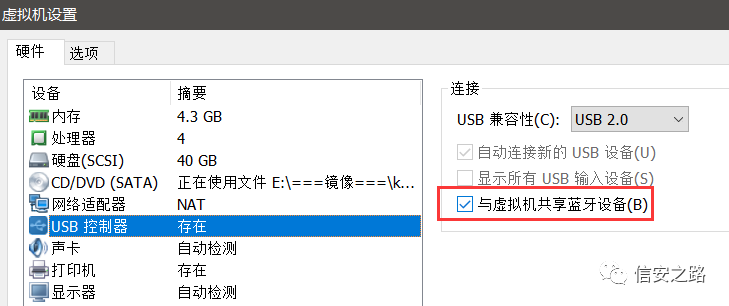 虚拟机设置
硬件 选项
设备 摘要
内存 4.3 GB
处理器 4
硬盘(SCSI) 40 GB
CD/DVD (SATA) 正在使用文件 E:\===镜像===\k...
网络适配器 NAT
USB 控制器 存在
声卡 自动检测
打印机 存在
显示器 自动检测
连接
USB 兼容性(C): USB 2.0
自动连接新的 USB 设备(U)
显示所有 USB 输入设备(S)
与虚拟机共享蓝牙设备(B)
信安之路